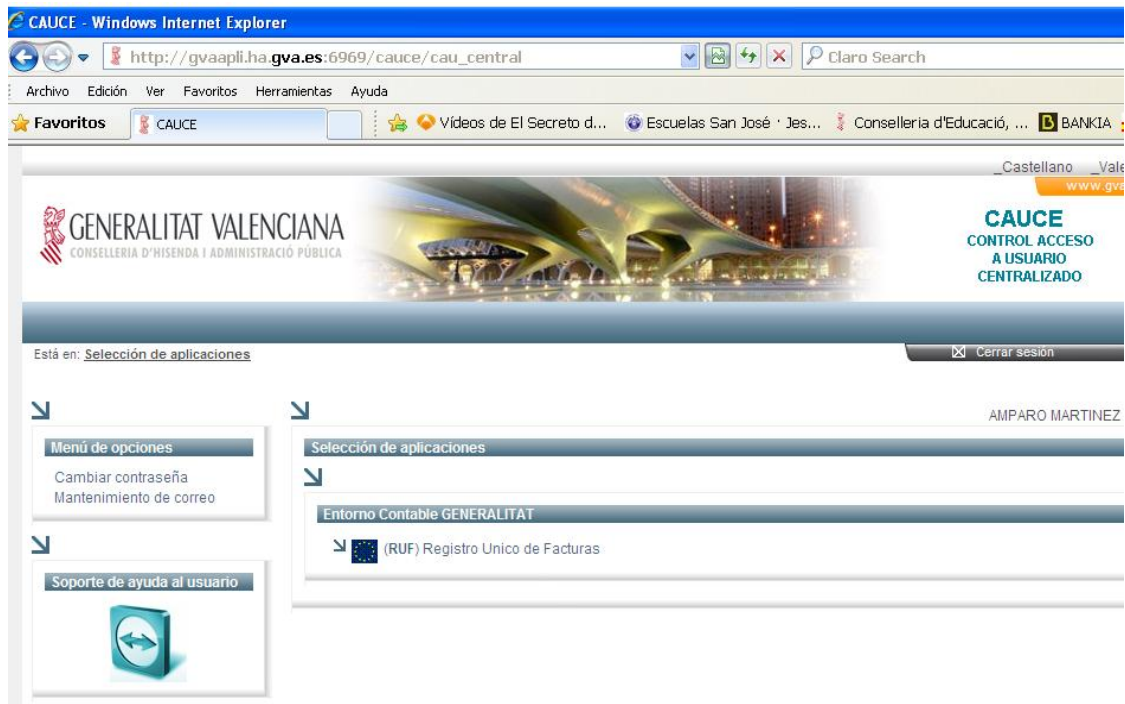 CAUCE - Windows Internet Explorer
http://gvaapli.ha.gva.es:6969/cauce/cau_central
Claro Search
Archivo Edición Ver Favoritos Herramientas Ayuda
Favoritos CAUCE Vídeos de El Secreto d... Escuelas San José · Jes... Conselleria d'Educació, ... B BANKIA
_Castellano _Vale
www.gva
GENERALITAT VALENCIANA
CONSELLERIA D'HISENDA I ADMINISTRACIÓ PÚBLICA
CAUCE
CONTROL ACCESO
A USUARIO
CENTRALIZADO
Está en: Selección de aplicaciones
Cerrar sesión
AMPARO MARTINEZ
Menú de opciones
Cambiar contraseña
Mantenimiento de correo
Selección de aplicaciones
Entorno Contable GENERALITAT
(RUF) Registro Unico de Facturas
Soporte de ayuda al usuario